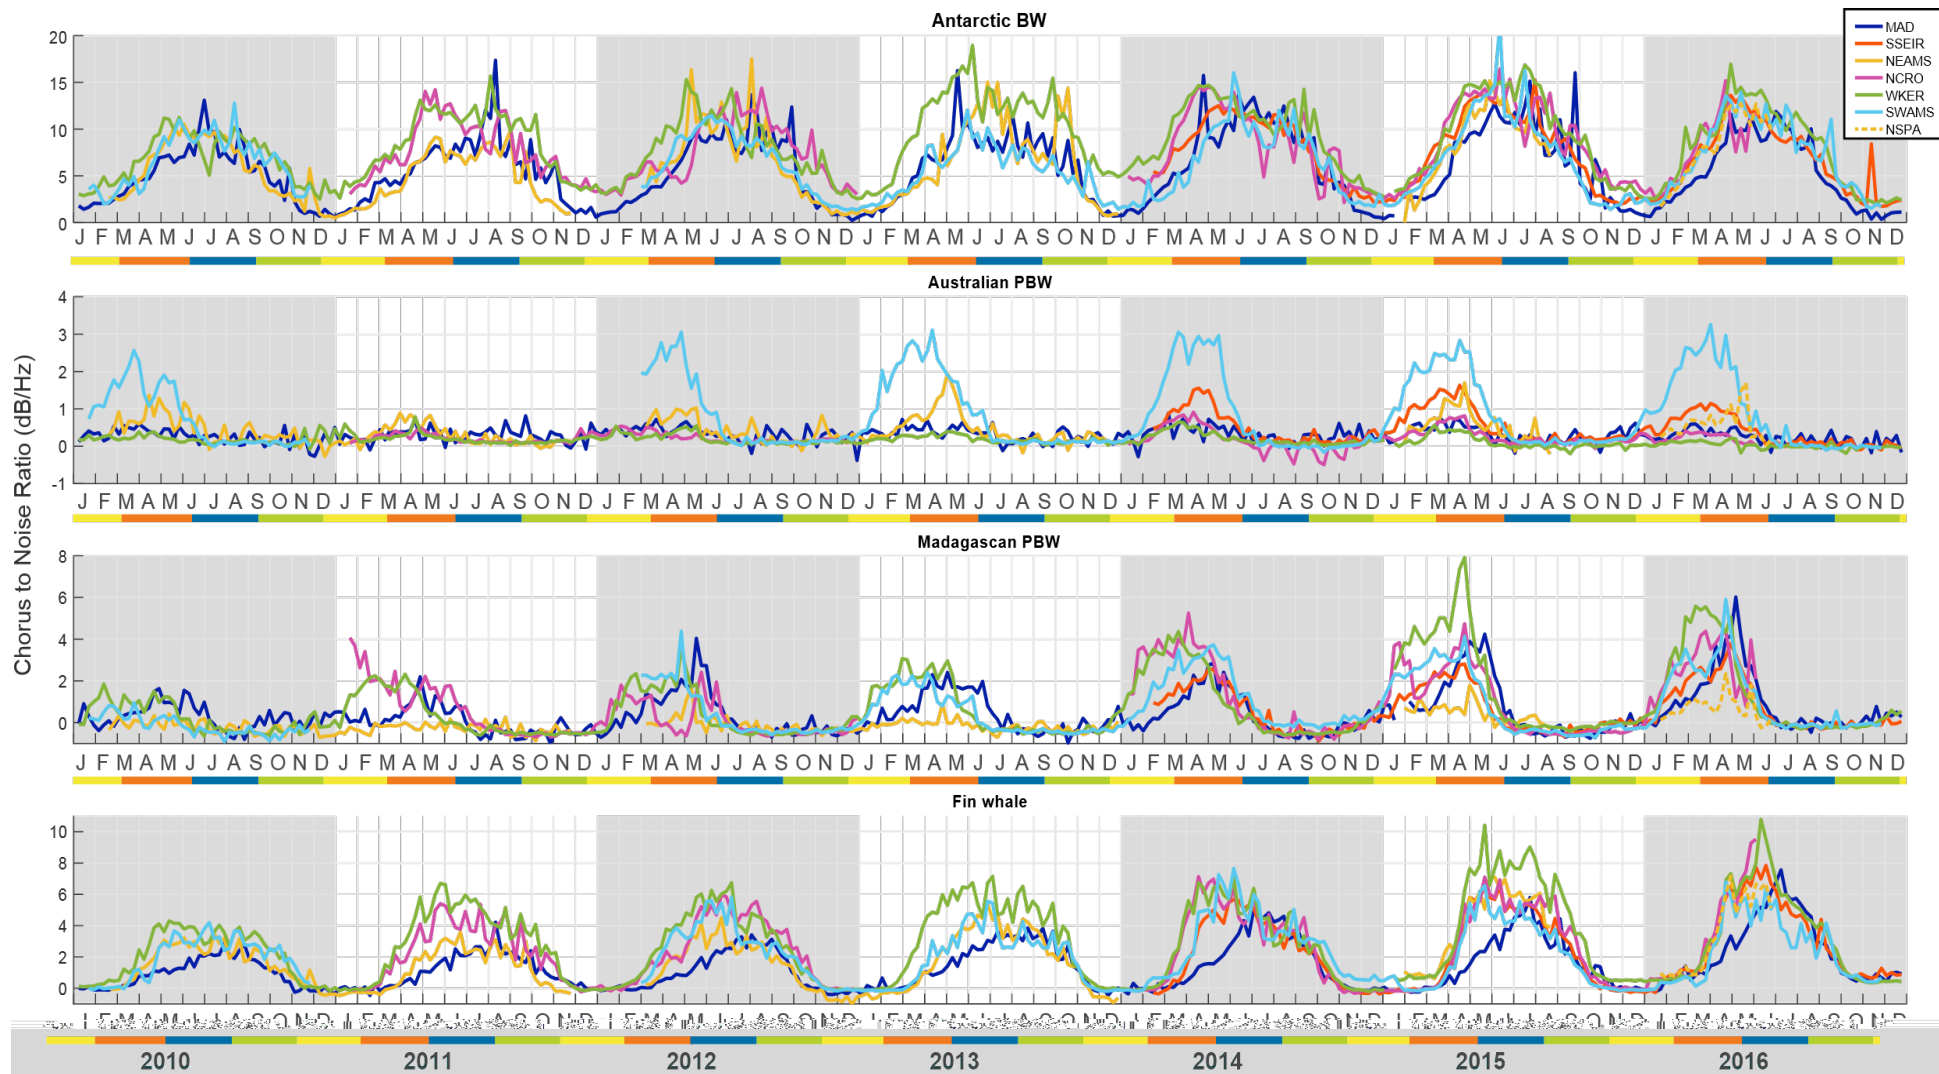 Antarctic BW
MAD
SSEIR
NEAMS
NCRO
WKER
SWAMS
NSPA
20
15
10
5
0
J F M A M J J A S O N D J F M A M J J A S O N D J F M A M J J A S O N D J F M A M J J A S O N D J F M A M J J A S O N D J F M A M J J A S O N D J F M A M J J A S O N D
Chorus to Noise Ratio (dB/Hz)
Australian PBW
4
3
2
1
0
-1
J F M A M J J A S O N D J F M A M J J A S O N D J F M A M J J A S O N D J F M A M J J A S O N D J F M A M J J A S O N D J F M A M J J A S O N D J F M A M J J A S O N D
Madagascan PBW
8
6
4
2
0
J F M A M J J A S O N D J F M A M J J A S O N D J F M A M J J A S O N D J F M A M J J A S O N D J F M A M J J A S O N D J F M A M J J A S O N D J F M A M J J A S O N D
Fin whale
10
8
6
4
2
0
2010 2011 2012 2013 2014 2015 2016